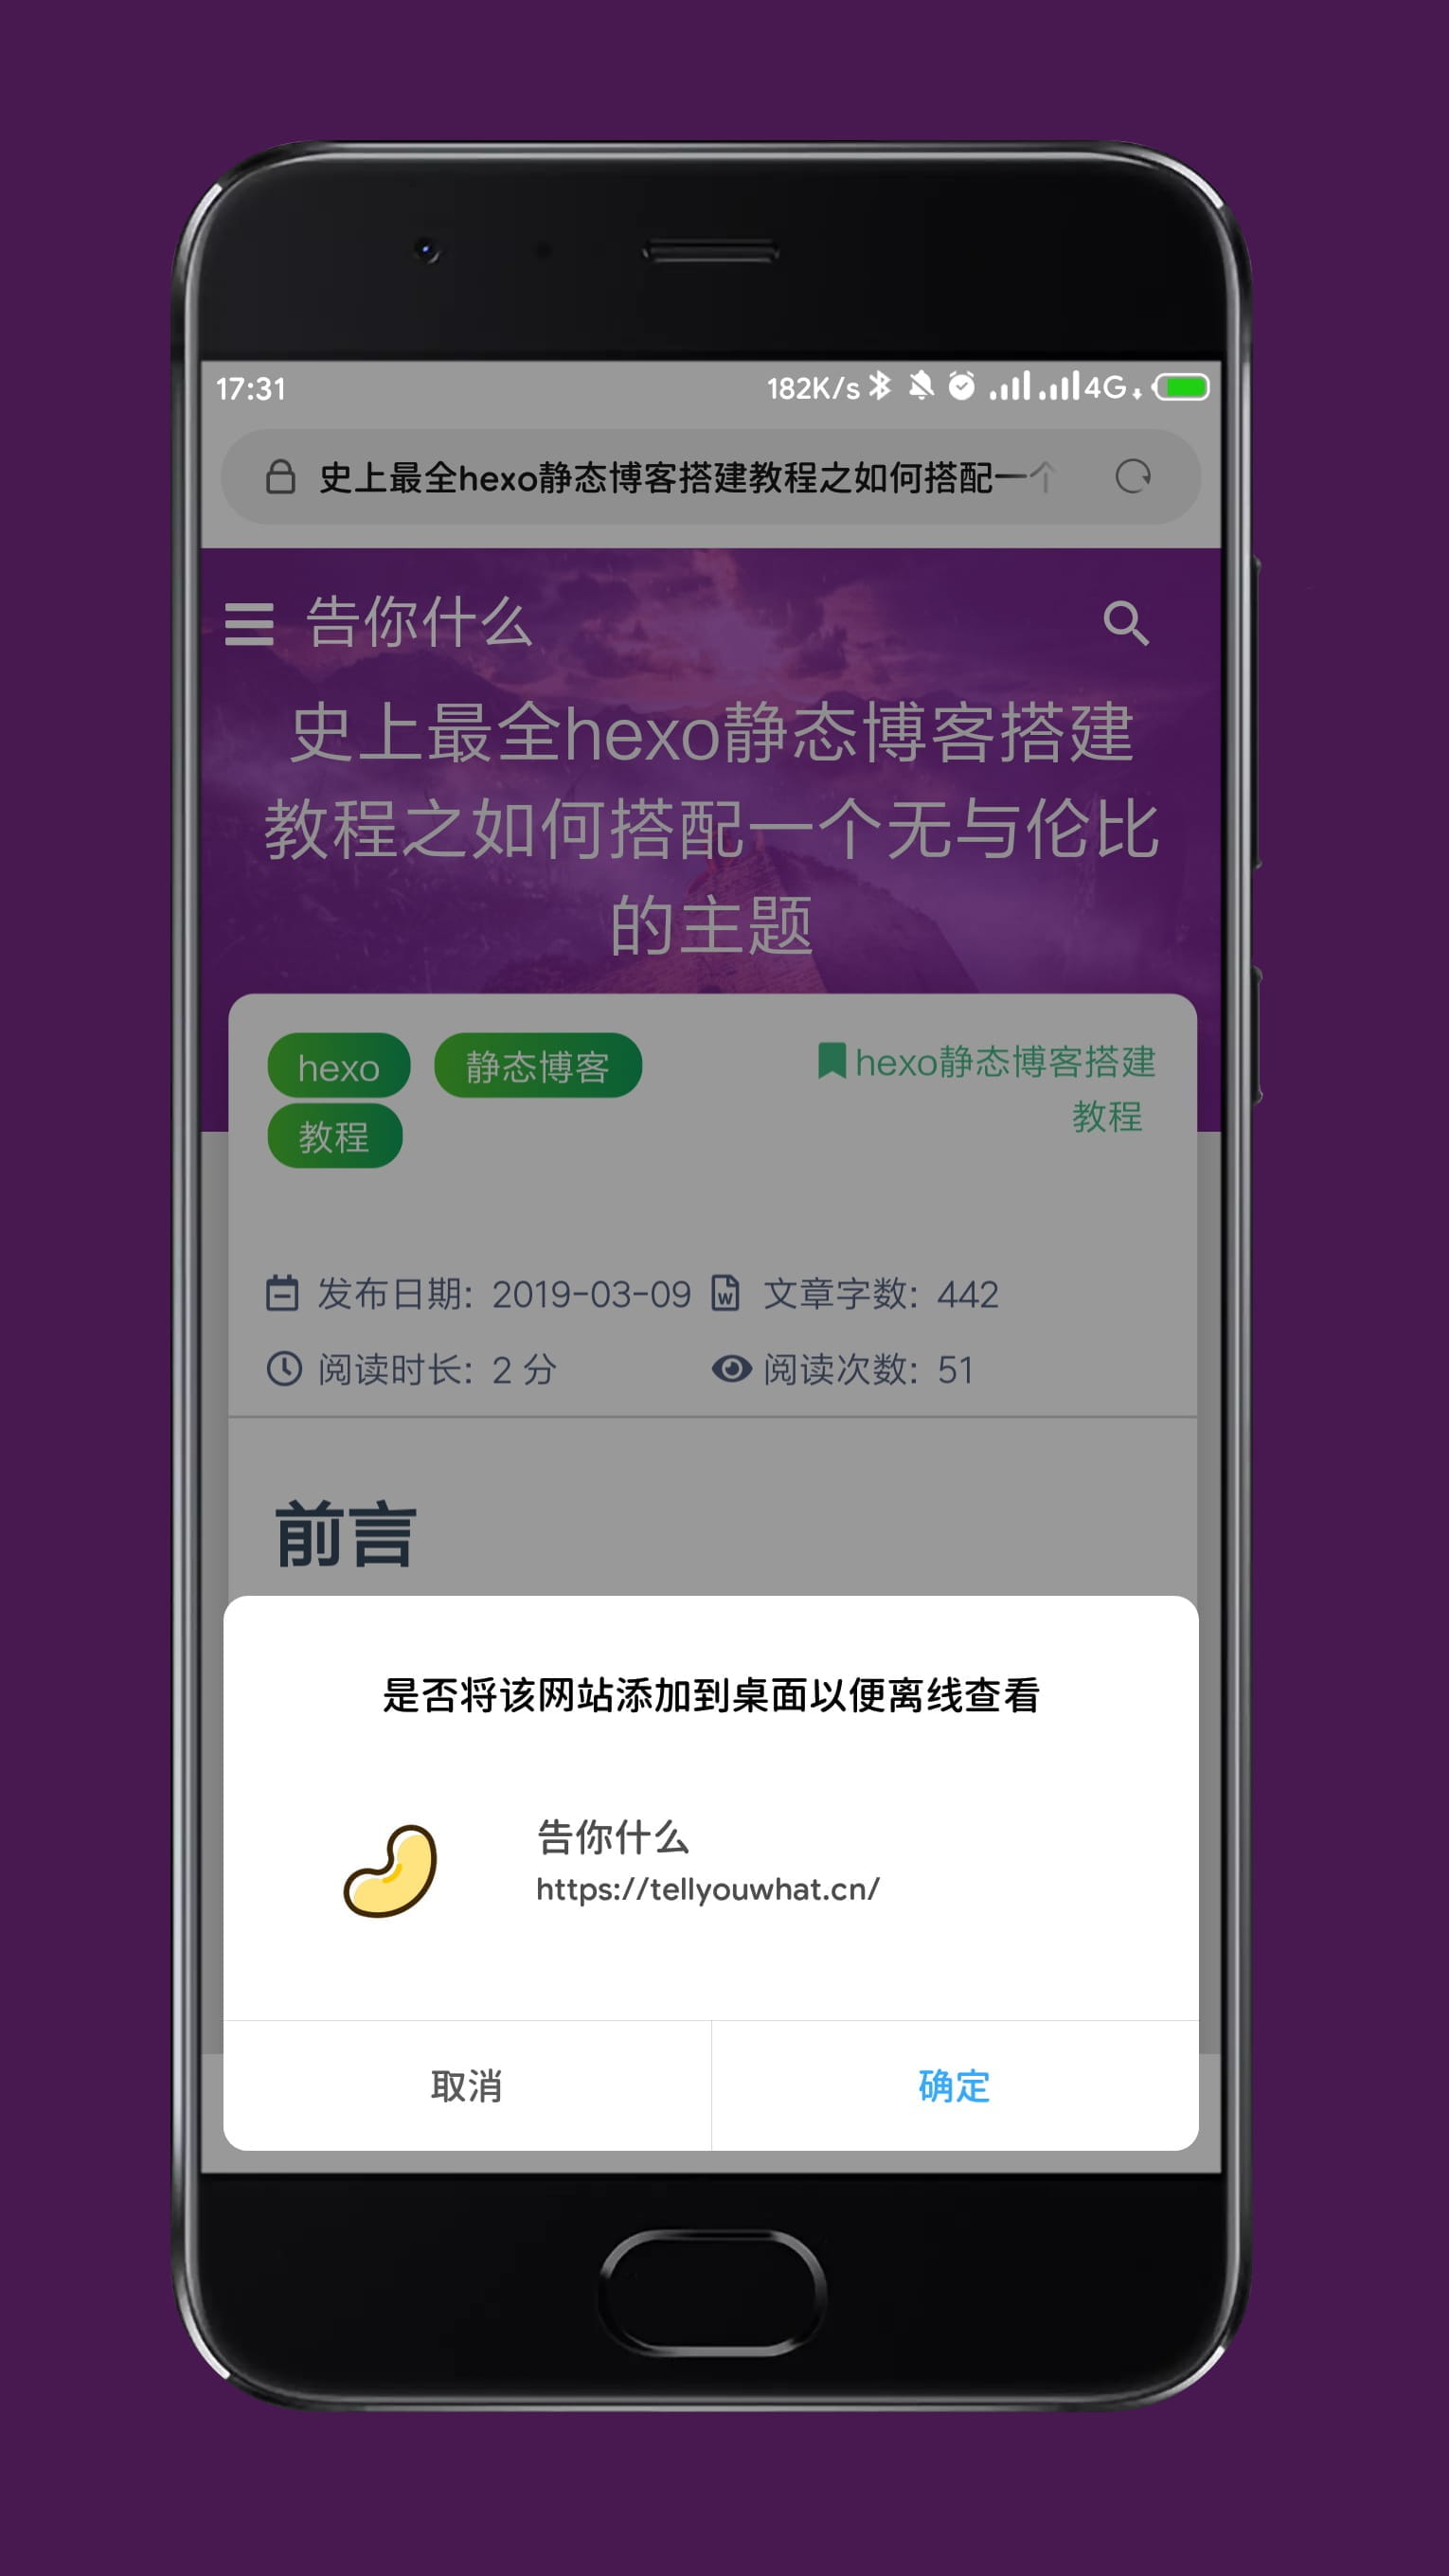 17:31 182K/s 4G
史上最全hexo静态博客搭建教程之如何搭配一个
告你什么
史上最全hexo静态博客搭建
教程之如何搭配一个无与伦比
的主题
hexo 静态博客
教程
hexo静态博客搭建
教程
发布日期: 2019-03-09 文章字数: 442
阅读时长: 2 分 阅读次数: 51
前言
是否将该网站添加到桌面以便离线查看
告你什么
https://tellyouwhat.cn/
取消 确定